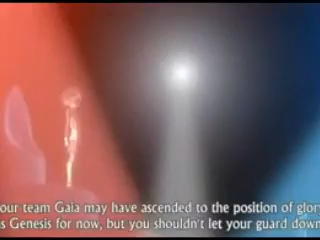 our team Gaia may have ascended to the position of glory
s Genesis for now, but you shouldn't let your guard down